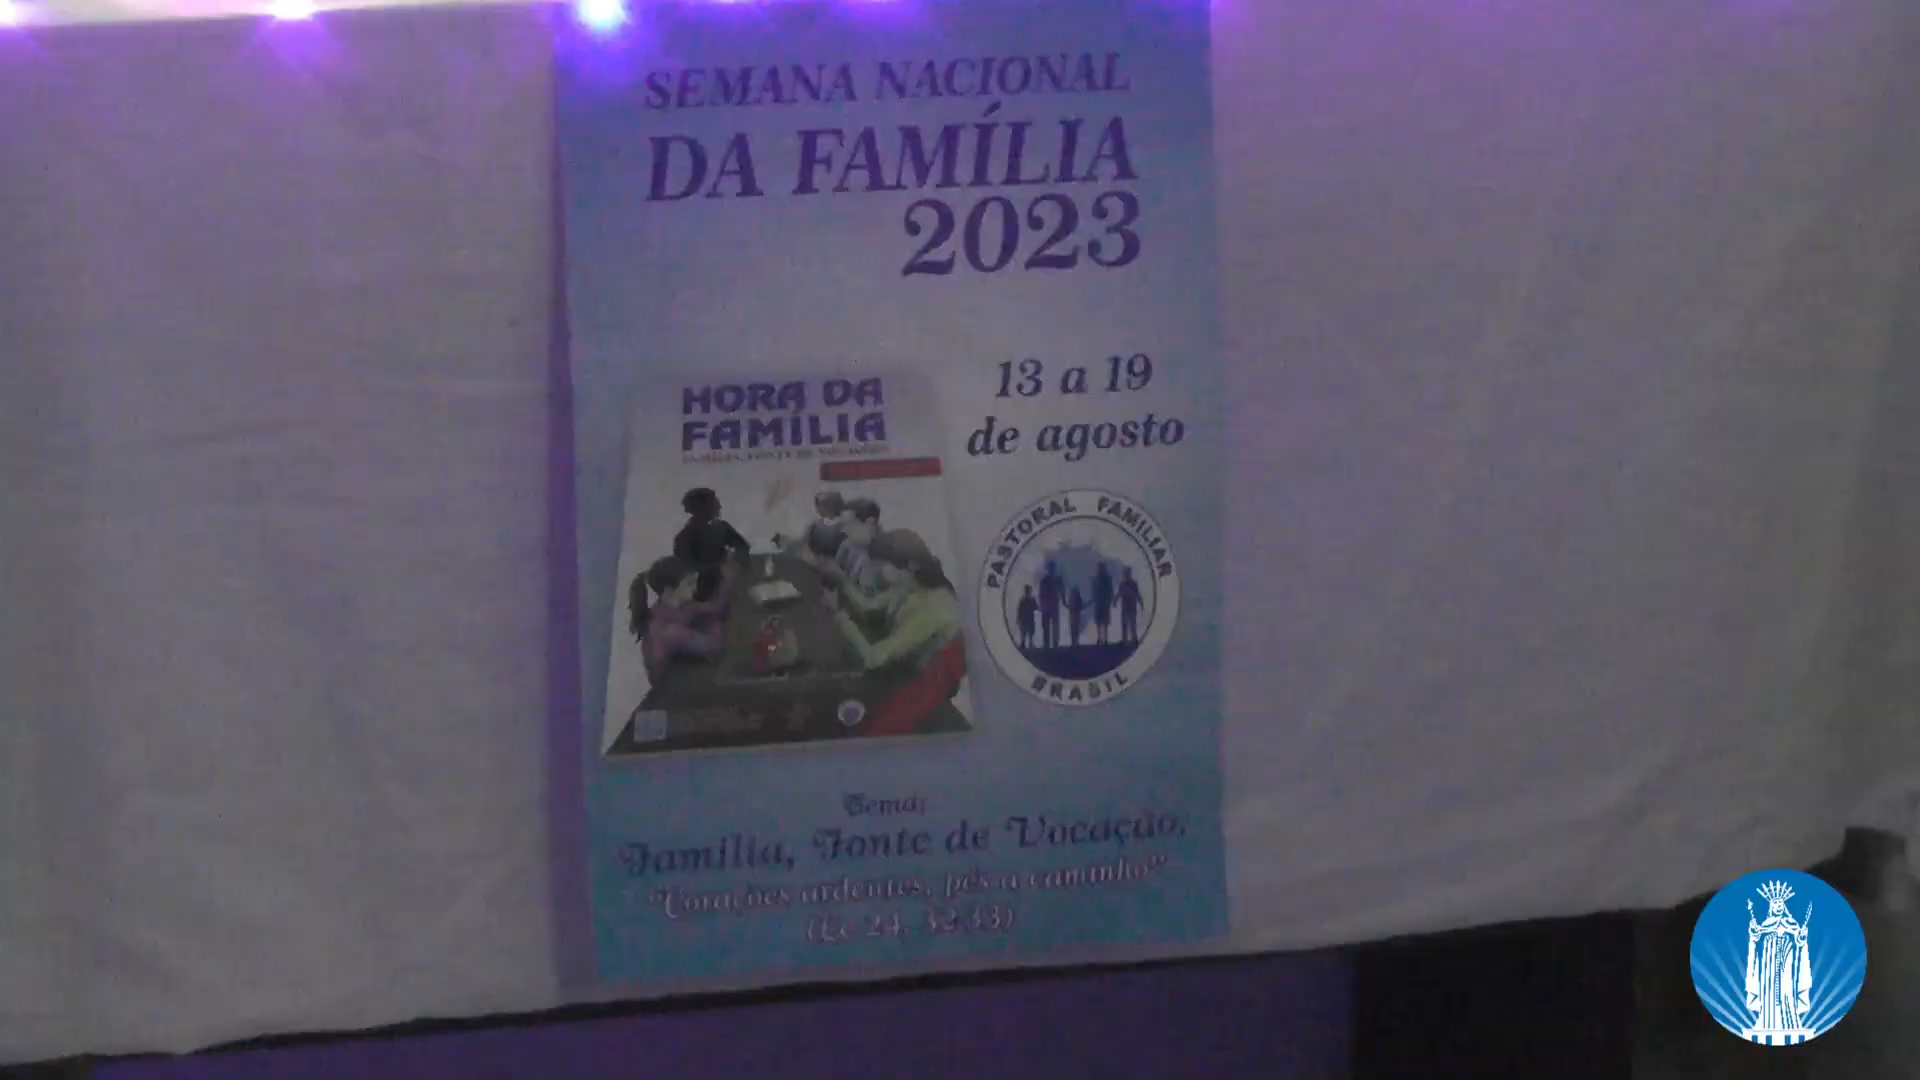 SEMANA NACIONAL
DA FAMÍLIA
2023
13 a 19
de agosto
HORA DA
FAMÍLIA
PASTORAL FAMILIAR
BRASIL
Tema:
Família, Fonte de Vocação.
"Corações ardentes, pés a caminho"
(Lc 24, 32-33)